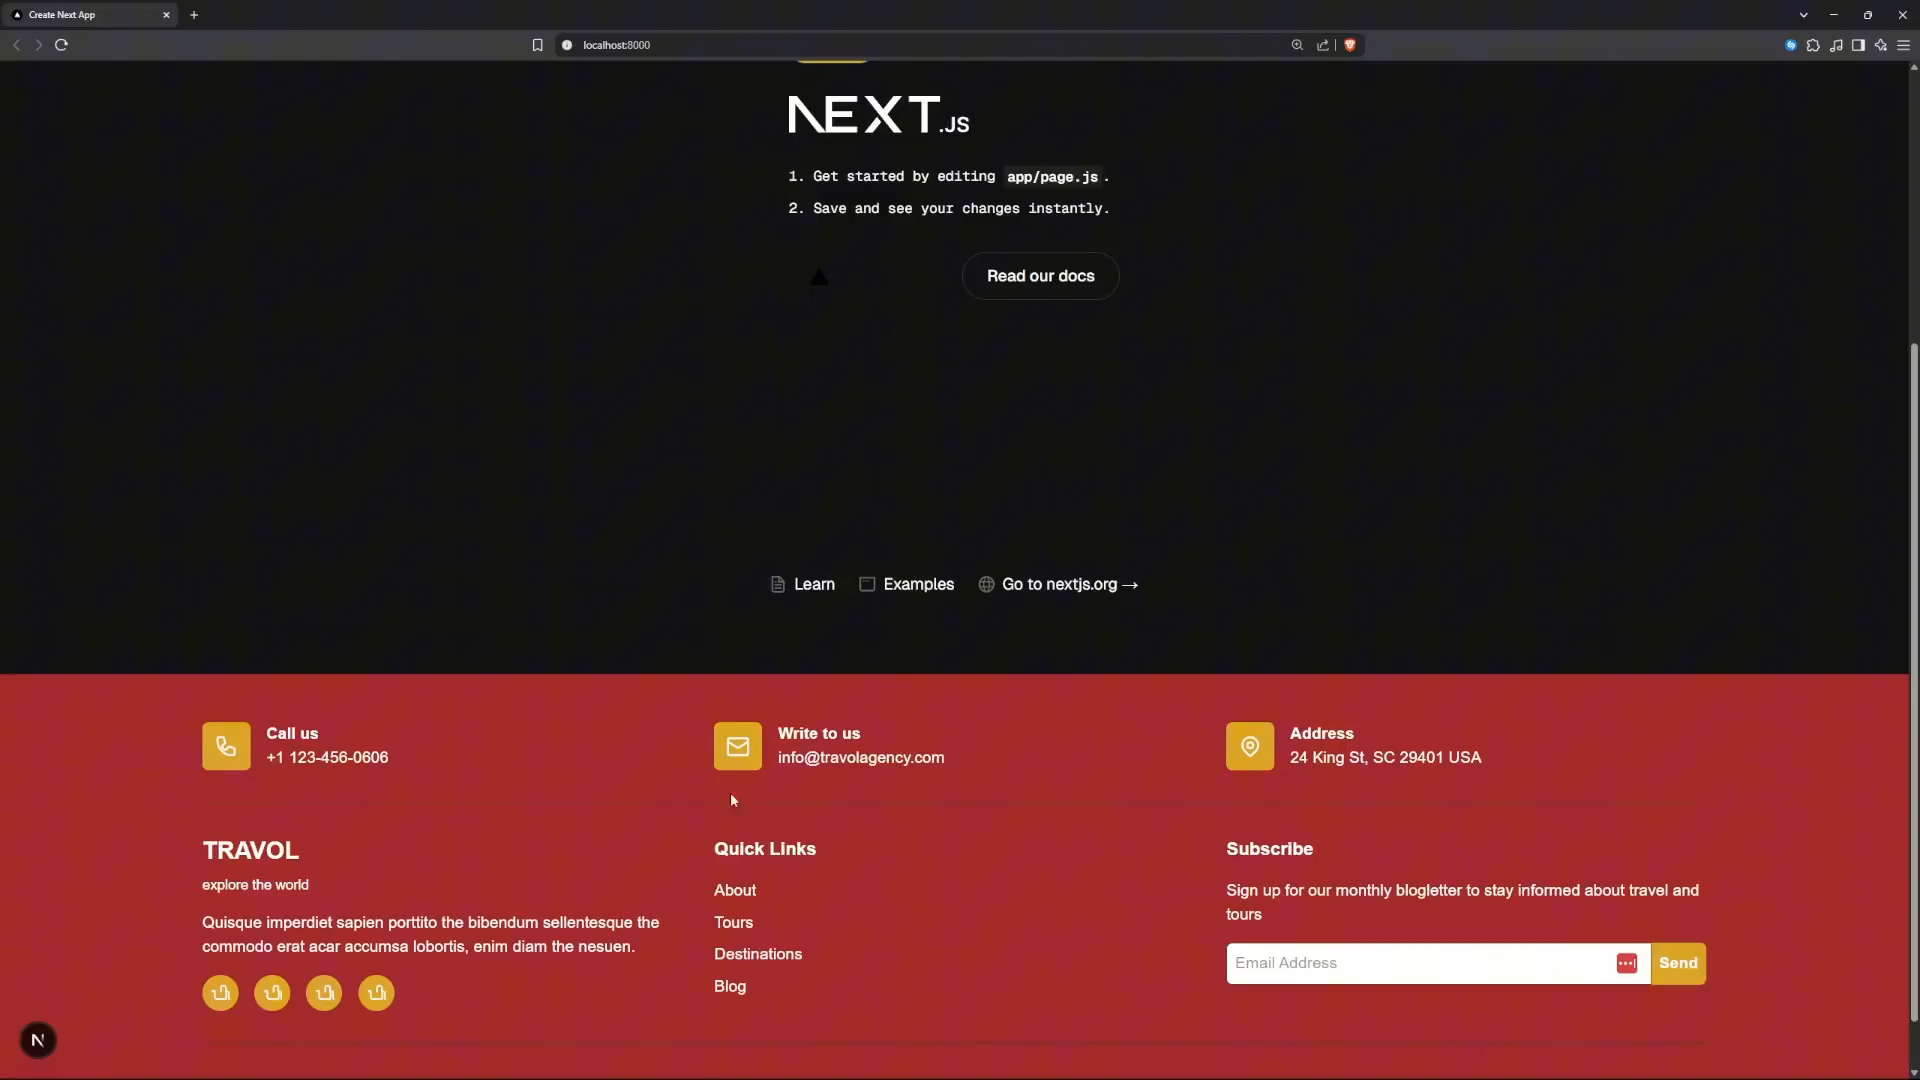 Create Next App
localhost:8000
NEXT.JS
1. Get started by editing app/page.js.
2. Save and see your changes instantly.
Read our docs
Learn
Examples
Go to nextjs.org →
Call us
+1 123-456-0606
Write to us
info@travolagency.com
Address
24 King St, SC 29401 USA
TRAVOL
explore the world
Quisque imperdiet sapien porttito the bibendum sellentesque the
commodo erat acar accumsa lobortis, enim diam the nesuen.
Quick Links
About
Tours
Destinations
Blog
Subscribe
Sign up for our monthly blogletter to stay informed about travel and
tours
Email Address
Send
N